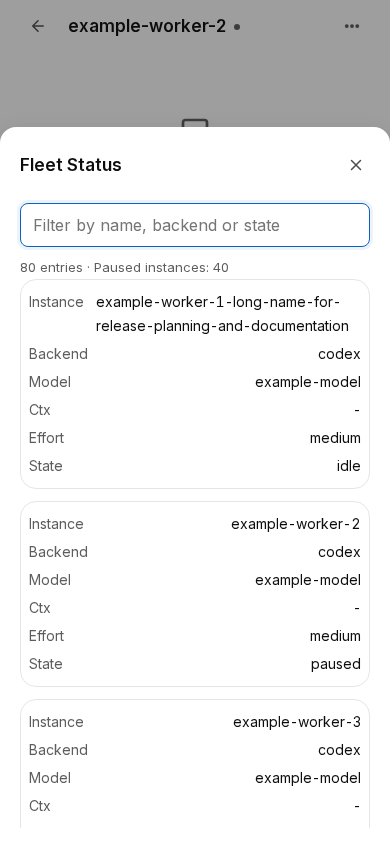 example-worker-2
Fleet Status
Filter by name, backend or state
80 entries · Paused instances: 40
Instance example-worker-1-long-name-for-
release-planning-and-documentation
Backend codex
Model example-model
Ctx -
Effort medium
State idle
Instance example-worker-2
Backend codex
Model example-model
Ctx -
Effort medium
State paused
Instance example-worker-3
Backend codex
Model example-model
Ctx -